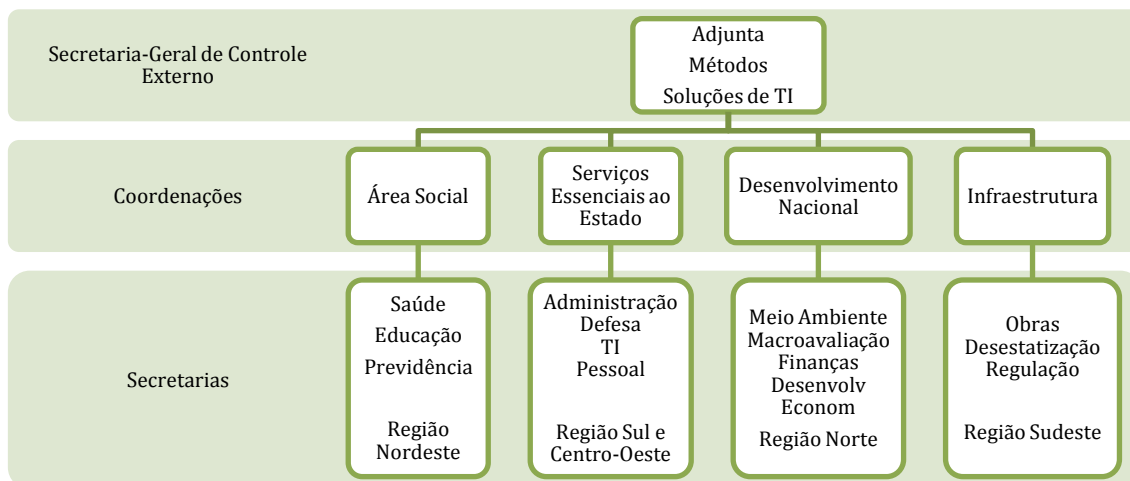 Secretaria-Geral de Controle
Externo
Adjunta
Métodos
Soluções de TI
Coordenações
Área Social
Serviços
Essenciais ao
Estado
Desenvolvimento
Nacional
Infraestrutura
Secretarias
Saúde
Educação
Previdência
Região
Nordeste
Administração
Defesa
TI
Pessoal
Região Sul e
Centro-Oeste
Meio Ambiente
Macroavaliação
Finanças
Desenvolv
Econom
Região Norte
Obras
Desestatização
Regulação
Região Sudeste